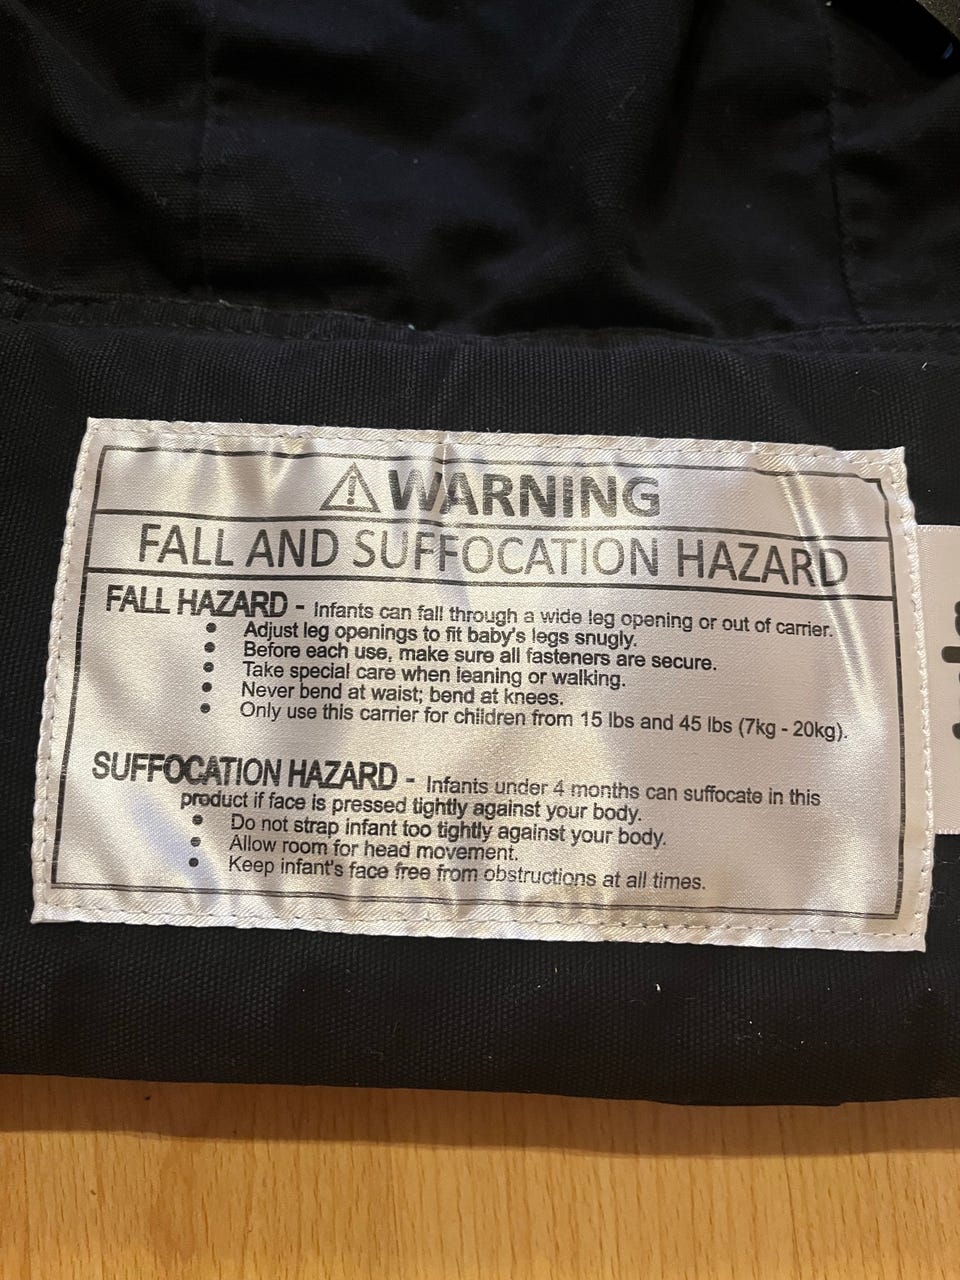 WARNING
FALL AND SUFFOCATION HAZARD
FALL HAZARD - Infants can fall through a wide leg opening or out of carrier.
• Adjust leg openings to fit baby's legs snugly.
• Before each use, make sure all fasteners are secure.
• Take special care when leaning or walking.
• Never bend at waist; bend at knees.
• Only use this carrier for children from 15 lbs and 45 lbs (7kg - 20kg).
SUFFOCATION HAZARD - Infants under 4 months can suffocate in this
product if face is pressed tightly against your body.
• Do not strap infant too tightly against your body.
• Allow room for head movement.
• Keep infant's face free from obstructions at all times.